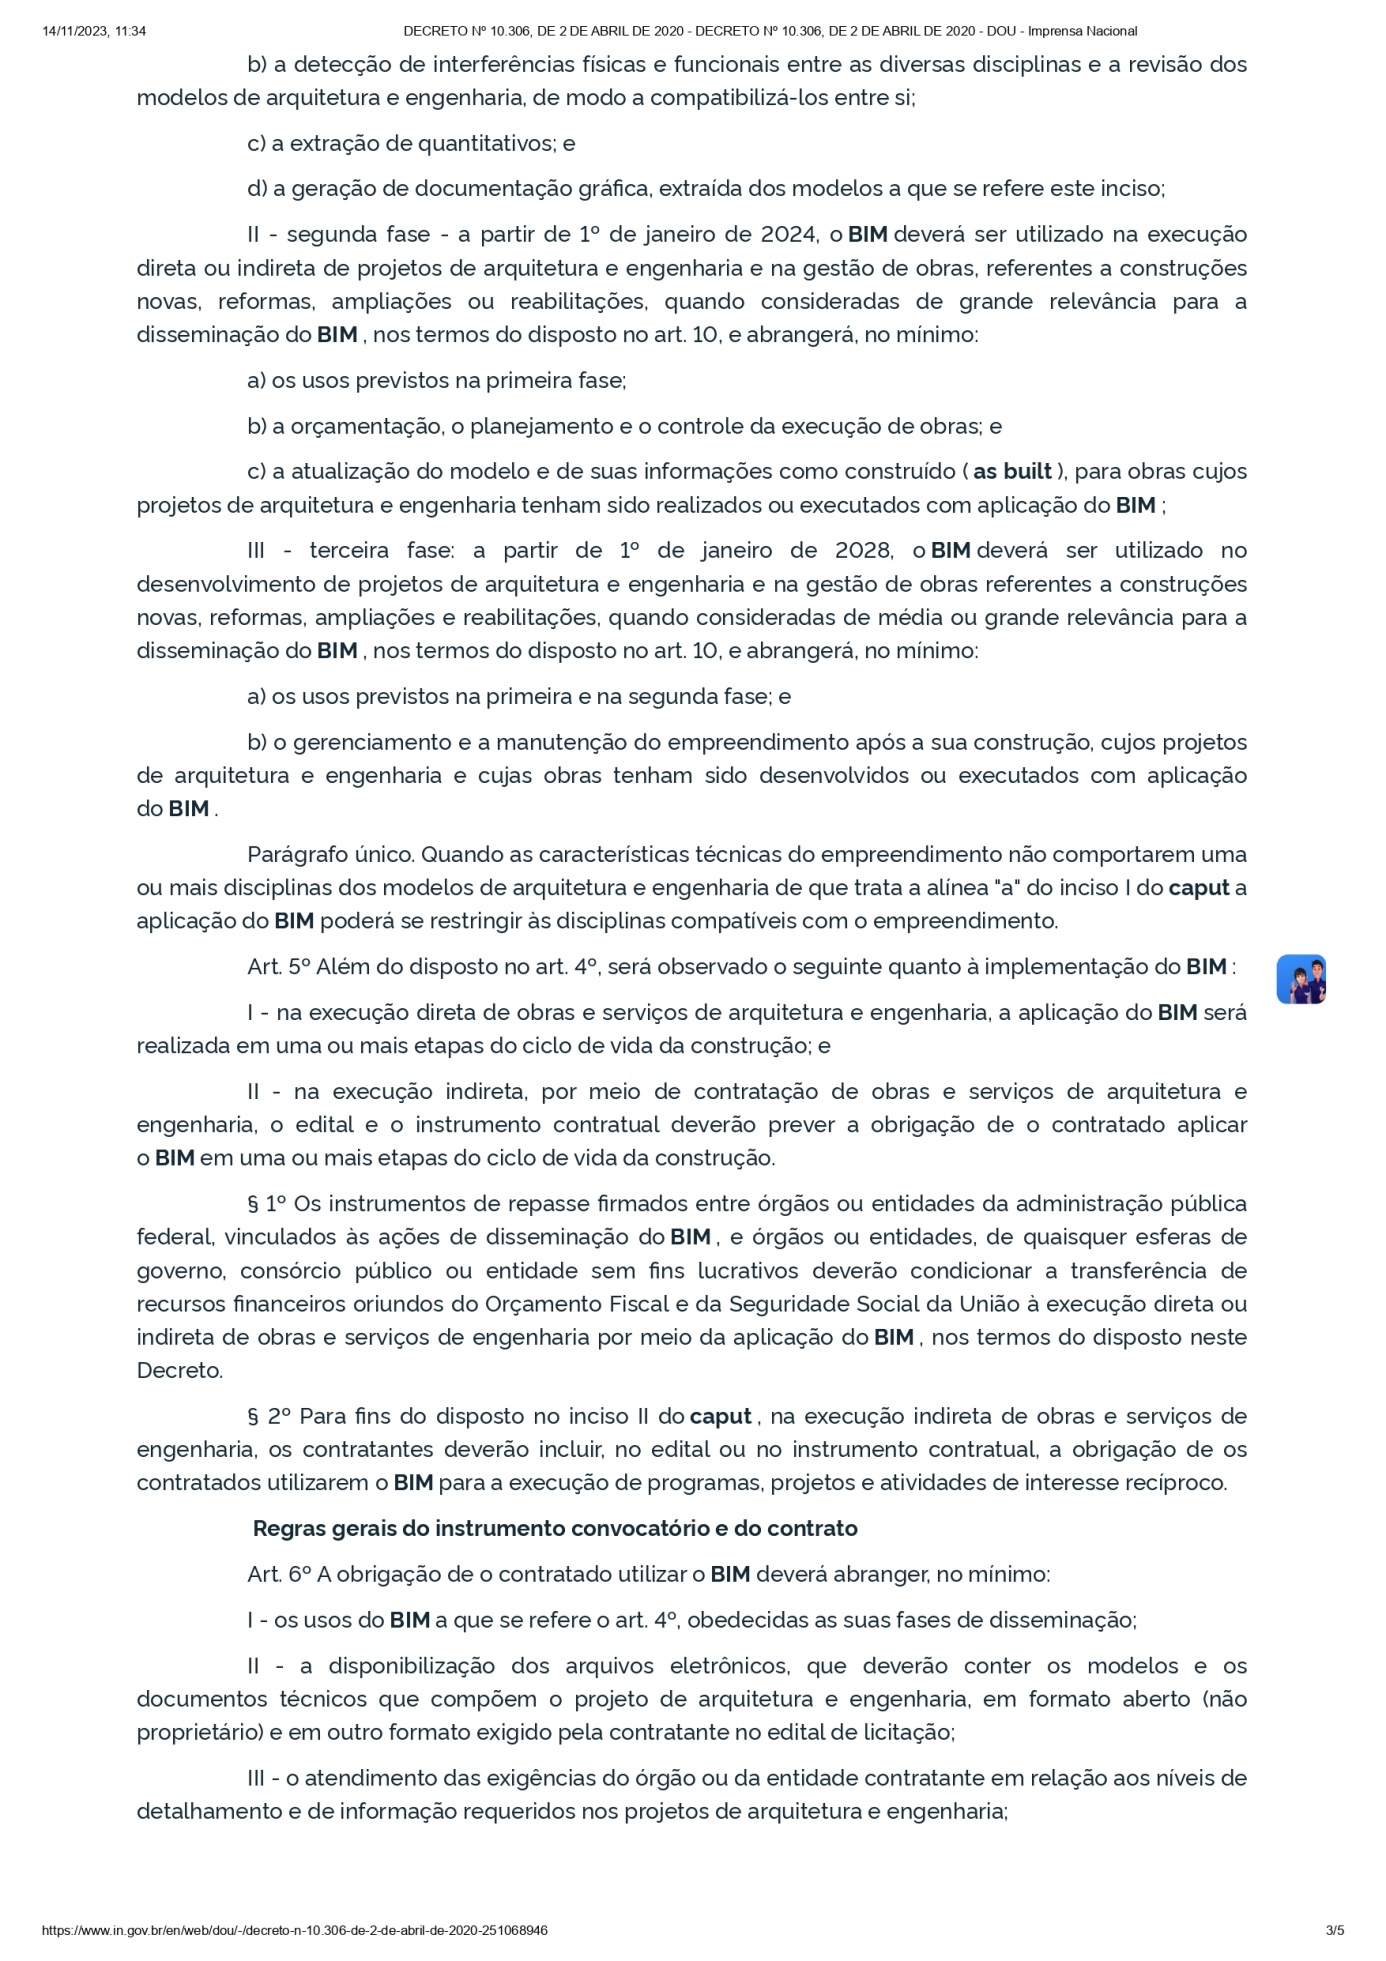 14/11/2023, 11:34 DECRETO Nº 10.306, DE 2 DE ABRIL DE 2020 - DECRETO Nº 10.306, DE 2 DE ABRIL DE 2020 - DOU - Imprensa Nacional
b) a detecção de interferências físicas e funcionais entre as diversas disciplinas e a revisão dos
modelos de arquitetura e engenharia, de modo a compatibilizá-los entre si;
c) a extração de quantitativos; e
d) a geração de documentação gráfica, extraída dos modelos a que se refere este inciso;
II - segunda fase - a partir de 1º de janeiro de 2024, o BIM deverá ser utilizado na execução
direta ou indireta de projetos de arquitetura e engenharia e na gestão de obras, referentes a construções
novas, reformas, ampliações ou reabilitações, quando consideradas de grande relevância para a
disseminação do BIM , nos termos do disposto no art. 10, e abrangerá, no mínimo:
a) os usos previstos na primeira fase;
b) a orçamentação, o planejamento e o controle da execução de obras; e
c) a atualização do modelo e de suas informações como construído ( as built ), para obras cujos
projetos de arquitetura e engenharia tenham sido realizados ou executados com aplicação do BIM ;
III - terceira fase: a partir de 1º de janeiro de 2028, o BIM deverá ser utilizado no
desenvolvimento de projetos de arquitetura e engenharia e na gestão de obras referentes a construções
novas, reformas, ampliações e reabilitações, quando consideradas de média ou grande relevância para a
disseminação do BIM , nos termos do disposto no art. 10, e abrangerá, no mínimo:
a) os usos previstos na primeira e na segunda fase; e
b) o gerenciamento e a manutenção do empreendimento após a sua construção, cujos projetos
de arquitetura e engenharia e cujas obras tenham sido desenvolvidos ou executados com aplicação
do BIM .
Parágrafo único. Quando as características técnicas do empreendimento não comportarem uma
ou mais disciplinas dos modelos de arquitetura e engenharia de que trata a alínea "a" do inciso I do caput a
aplicação do BIM poderá se restringir às disciplinas compatíveis com o empreendimento.
Art. 5º Além do disposto no art. 4º, será observado o seguinte quanto à implementação do BIM :
I - na execução direta de obras e serviços de arquitetura e engenharia, a aplicação do BIM será
realizada em uma ou mais etapas do ciclo de vida da construção; e
II - na execução indireta, por meio de contratação de obras e serviços de arquitetura e
engenharia, o edital e o instrumento contratual deverão prever a obrigação de o contratado aplicar
o BIM em uma ou mais etapas do ciclo de vida da construção.
§ 1º Os instrumentos de repasse firmados entre órgãos ou entidades da administração pública
federal, vinculados às ações de disseminação do BIM , e órgãos ou entidades, de quaisquer esferas de
governo, consórcio público ou entidade sem fins lucrativos deverão condicionar a transferência de
recursos financeiros oriundos do Orçamento Fiscal e da Seguridade Social da União à execução direta ou
indireta de obras e serviços de engenharia por meio da aplicação do BIM , nos termos do disposto neste
Decreto.
§ 2º Para fins do disposto no inciso II do caput , na execução indireta de obras e serviços de
engenharia, os contratantes deverão incluir, no edital ou no instrumento contratual, a obrigação de os
contratados utilizarem o BIM para a execução de programas, projetos e atividades de interesse recíproco.
Regras gerais do instrumento convocatório e do contrato
Art. 6º A obrigação de o contratado utilizar o BIM deverá abranger, no mínimo:
I - os usos do BIM a que se refere o art. 4º, obedecidas as suas fases de disseminação;
II - a disponibilização dos arquivos eletrônicos, que deverão conter os modelos e os
documentos técnicos que compõem o projeto de arquitetura e engenharia, em formato aberto (não
proprietário) e em outro formato exigido pela contratante no edital de licitação;
III - o atendimento das exigências do órgão ou da entidade contratante em relação aos níveis de
detalhamento e de informação requeridos nos projetos de arquitetura e engenharia;
https://www.in.gov.br/en/web/dou/-/decreto-n-10.306-de-2-de-abril-de-2020-251068946 3/5